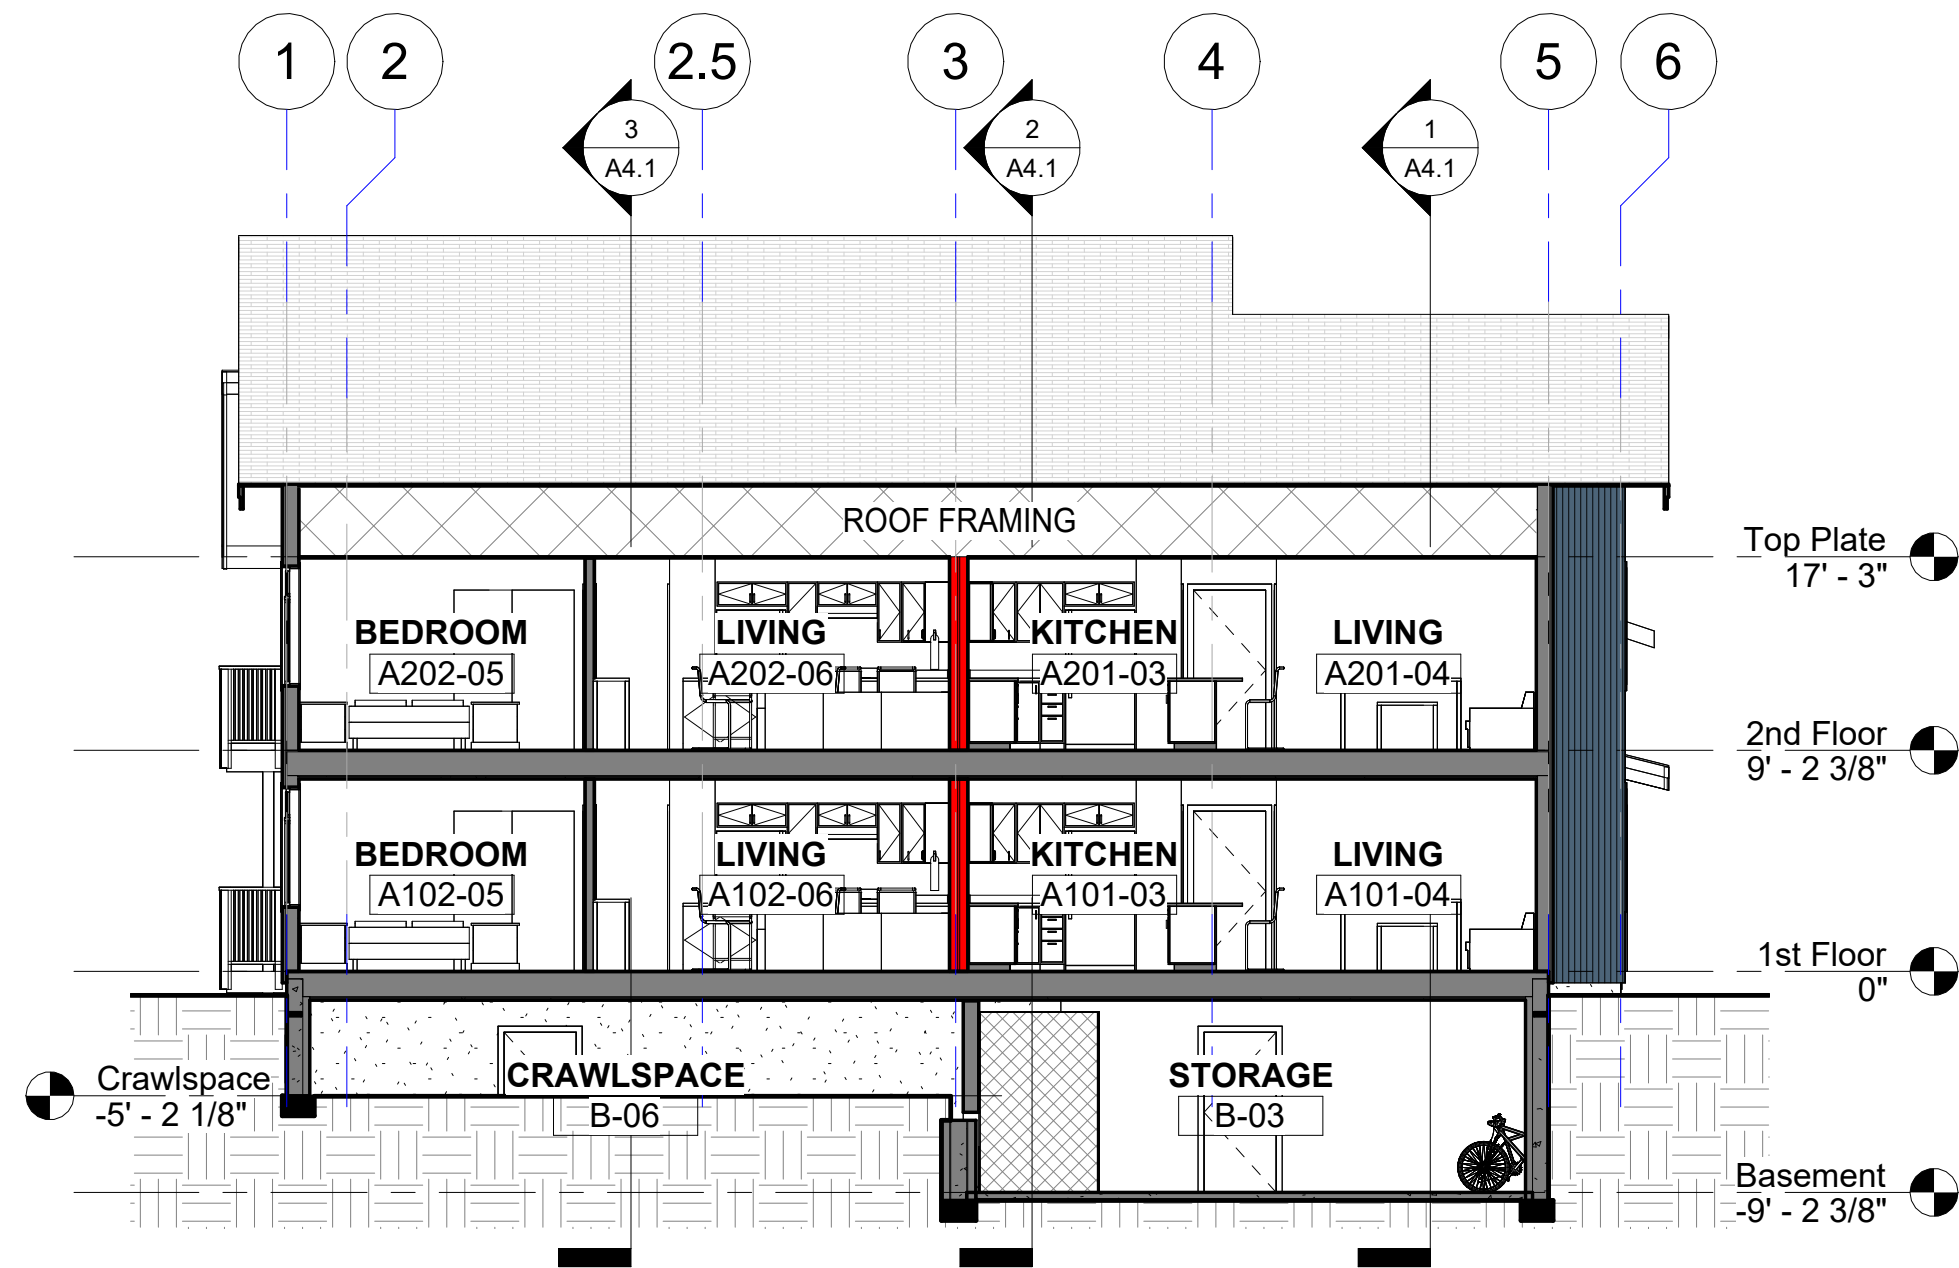 1 2 2.5 3 4 5 6
3
A4.1
2
A4.1
1
A4.1
ROOF FRAMING
Top Plate
17' - 3"
BEDROOM
A202-05
LIVING
A202-06
KITCHEN
A201-03
LIVING
A201-04
2nd Floor
9' - 2 3/8"
BEDROOM
A102-05
LIVING
A102-06
KITCHEN
A101-03
LIVING
A101-04
1st Floor
0"
Crawlspace
-5' - 2 1/8"
CRAWLSPACE
B-06
STORAGE
B-03
Basement
-9' - 2 3/8"